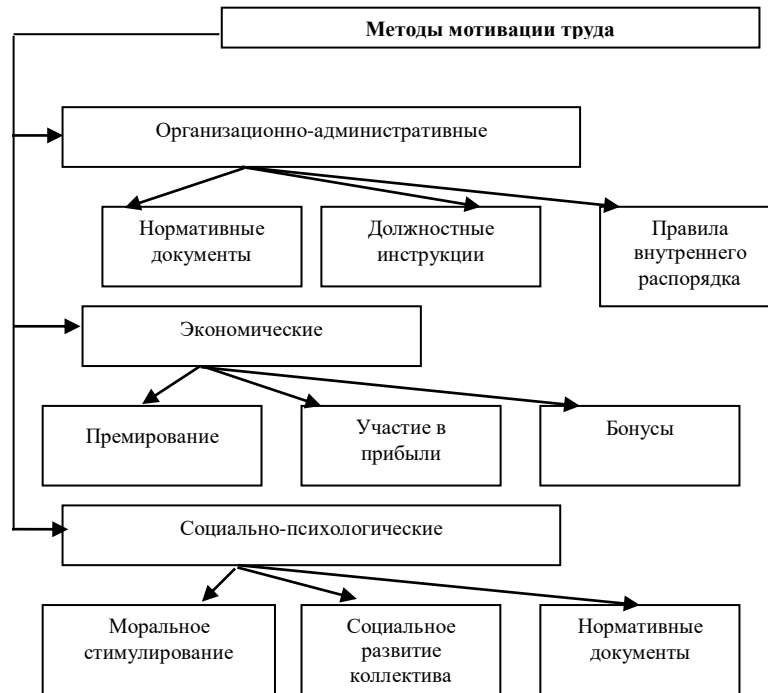 Методы мотивации труда
Организационно-административные
Нормативные
документы
Должностные
инструкции
Правила
внутреннего
распорядка
Экономические
Премирование
Участие в
прибыли
Бонусы
Социально-психологические
Моральное
стимулирование
Социальное
развитие
коллектива
Нормативные
документы